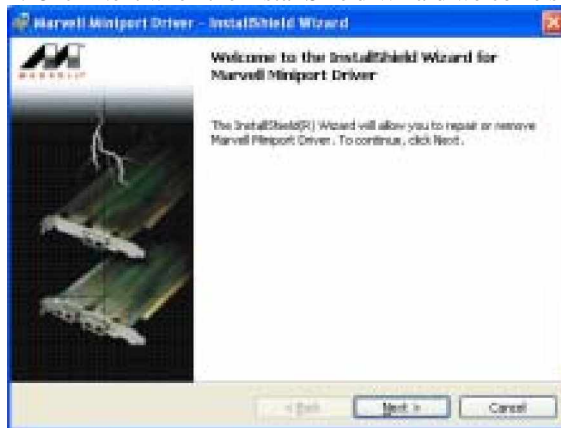 Marvell Miniport Driver - InstallShield Wizard
MARVELL
Welcome to the InstallShield Wizard for
Marvell Miniport Driver
The InstallShield(R) Wizard will allow you to repair or remove
Marvell Miniport Driver. To continue, click Next.
< Back
Next >
Cancel